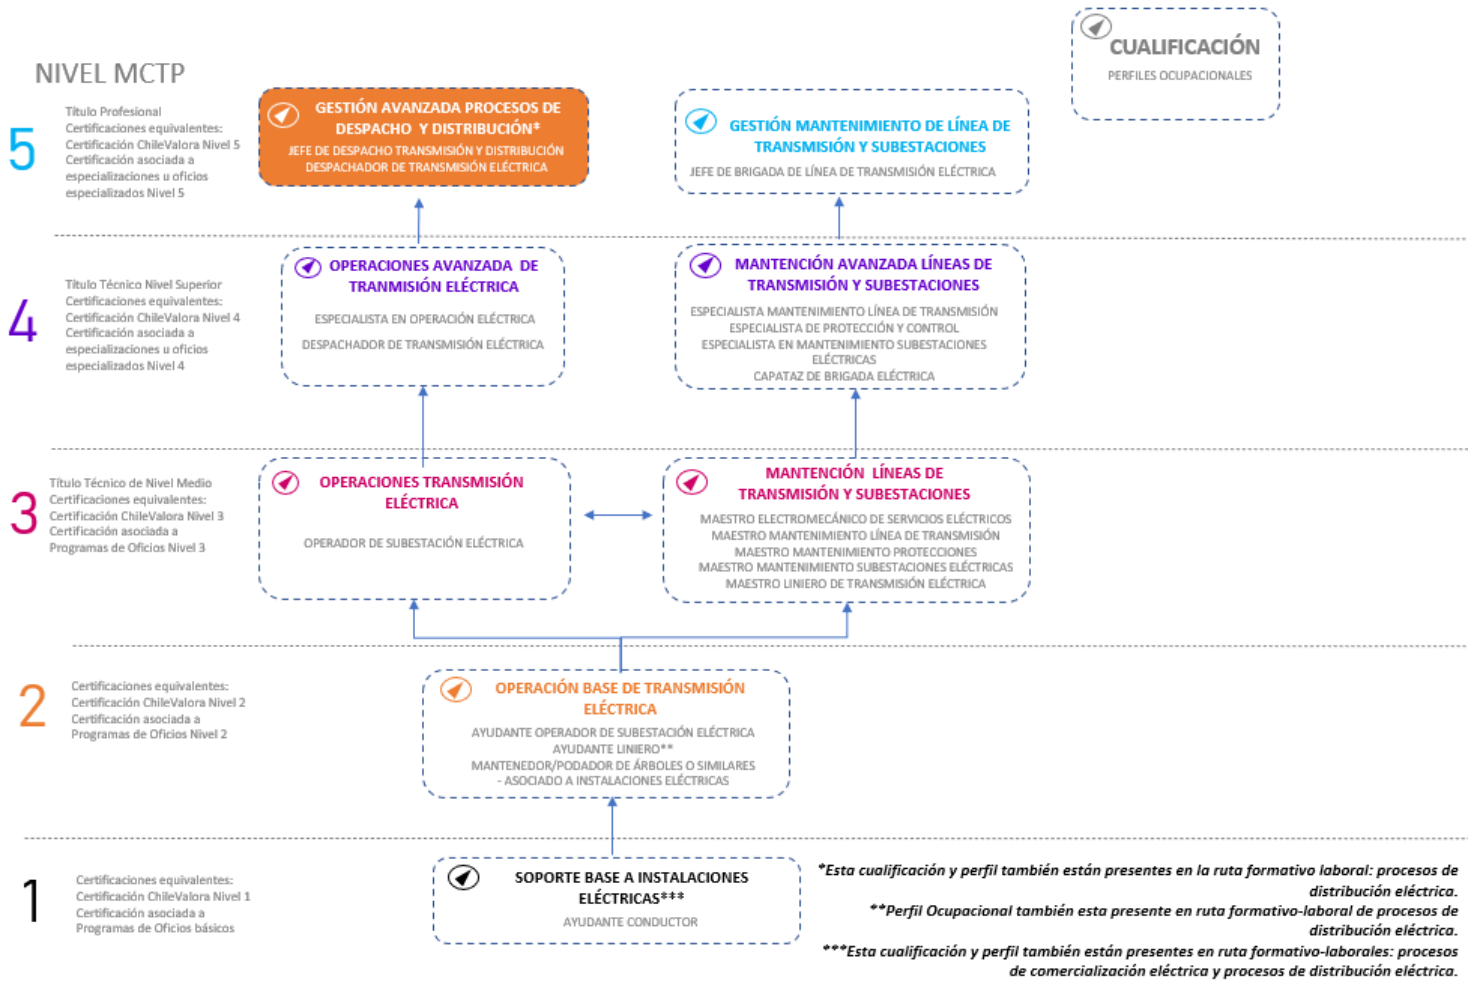 CUALIFICACIÓN
PERFILES OCUPACIONALES
NIVEL MCTP
5
Título Profesional
Certificaciones equivalentes:
Certificación ChileValora Nivel 5
Certificación asociada a
especializaciones u oficios
especializados Nivel 5
GESTIÓN AVANZADA PROCESOS DE
DESPACHO Y DISTRIBUCIÓN*
JEFE DE DESPACHO TRANSMISIÓN Y DISTRIBUCIÓN
DESPACHADOR DE TRANSMISIÓN ELÉCTRICA
GESTIÓN MANTENIMIENTO DE LÍNEA DE
TRANSMISIÓN Y SUBESTACIONES
JEFE DE BRIGADA DE LÍNEA DE TRANSMISIÓN ELÉCTRICA
4
Título Técnico Nivel Superior
Certificaciones equivalentes:
Certificación ChileValora Nivel 4
Certificación asociada a
especializaciones u oficios
especializados Nivel 4
OPERACIONES AVANZADA DE
TRANMISIÓN ELÉCTRICA
ESPECIALISTA EN OPERACIÓN ELÉCTRICA
DESPACHADOR DE TRANSMISIÓN ELÉCTRICA
MANTENCIÓN AVANZADA LÍNEAS DE
TRANSMISIÓN Y SUBESTACIONES
ESPECIALISTA MANTENIMIENTO LÍNEA DE TRANSMISIÓN
ESPECIALISTA DE PROTECCIÓN Y CONTROL
ESPECIALISTA EN MANTENIMIENTO SUBESTACIONES
ELÉCTRICAS
CAPATAZ DE BRIGADA ELÉCTRICA
3
Título Técnico de Nivel Medio
Certificaciones equivalentes:
Certificación ChileValora Nivel 3
Certificación asociada a
Programas de Oficios Nivel 3
OPERACIONES TRANSMISIÓN
ELÉCTRICA
OPERADOR DE SUBESTACIÓN ELÉCTRICA
MANTENCIÓN LÍNEAS DE
TRANSMISIÓN Y SUBESTACIONES
MAESTRO ELECTROMECÁNICO DE SERVICIOS ELÉCTRICOS
MAESTRO MANTENIMIENTO LÍNEA DE TRANSMISIÓN
MAESTRO MANTENIMIENTO PROTECCIONES
MAESTRO MANTENIMIENTO SUBESTACIONES ELÉCTRICAS
MAESTRO LINIERO DE TRANSMISIÓN ELÉCTRICA
2
Certificaciones equivalentes:
Certificación ChileValora Nivel 2
Certificación asociada a
Programas de Oficios Nivel 2
OPERACIÓN BASE DE TRANSMISIÓN
ELÉCTRICA
AYUDANTE OPERADOR DE SUBESTACIÓN ELÉCTRICA
AYUDANTE LINIERO**
MANTENEDOR/PODADOR DE ÁRBOLES O SIMILARES
- ASOCIADO A INSTALACIONES ELÉCTRICAS
1
Certificaciones equivalentes:
Certificación ChileValora Nivel 1
Certificación asociada a
Programas de Oficios básicos
SOPORTE BASE A INSTALACIONES
ELÉCTRICAS***
AYUDANTE CONDUCTOR
*Esta cualificación y perfil también están presentes en la ruta formativo laboral: procesos de
distribución eléctrica.
**Perfil Ocupacional también esta presente en ruta formativo-laboral de procesos de
distribución eléctrica.
***Esta cualificación y perfil también están presentes en ruta formativo-laborales: procesos
de comercialización eléctrica y procesos de distribución eléctrica.